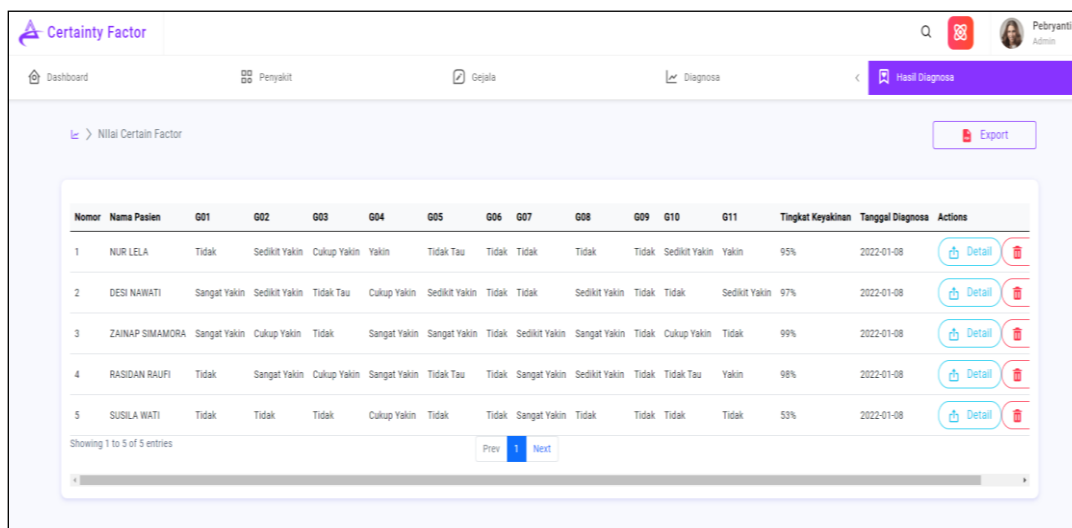 Certainty Factor
Pebryanti
Admin
Dashboard Penyakit Gejala Diagnosa Hasil Diagnosa
NIlai Certain Factor
Export
Nomor Nama Pasien G01 G02 G03 G04 G05 G06 G07 G08 G09 G10 G11 Tingkat Keyakinan Tanggal Diagnosa Actions
1 NUR LELA Tidak Sedikit Yakin Cukup Yakin Yakin Tidak Tau Tidak Tidak Tidak Tidak Sedikit Yakin Yakin 95% 2022-01-08 Detail
2 DESI NAWATI Sangat Yakin Sedikit Yakin Tidak Tau Cukup Yakin Sedikit Yakin Tidak Tidak Sedikit Yakin Tidak Tidak Sedikit Yakin 97% 2022-01-08 Detail
3 ZAINAP SIMAMORA Sangat Yakin Cukup Yakin Tidak Sangat Yakin Sangat Yakin Tidak Sedikit Yakin Sangat Yakin Tidak Cukup Yakin Tidak 99% 2022-01-08 Detail
4 RASIDAN RAUFI Tidak Sangat Yakin Cukup Yakin Sangat Yakin Tidak Tau Tidak Sangat Yakin Sedikit Yakin Tidak Tidak Tau Yakin 98% 2022-01-08 Detail
5 SUSILA WATI Tidak Tidak Tidak Cukup Yakin Tidak Tidak Sangat Yakin Tidak Tidak Tidak Tidak 53% 2022-01-08 Detail
Showing 1 to 5 of 5 entries
Prev 1 Next